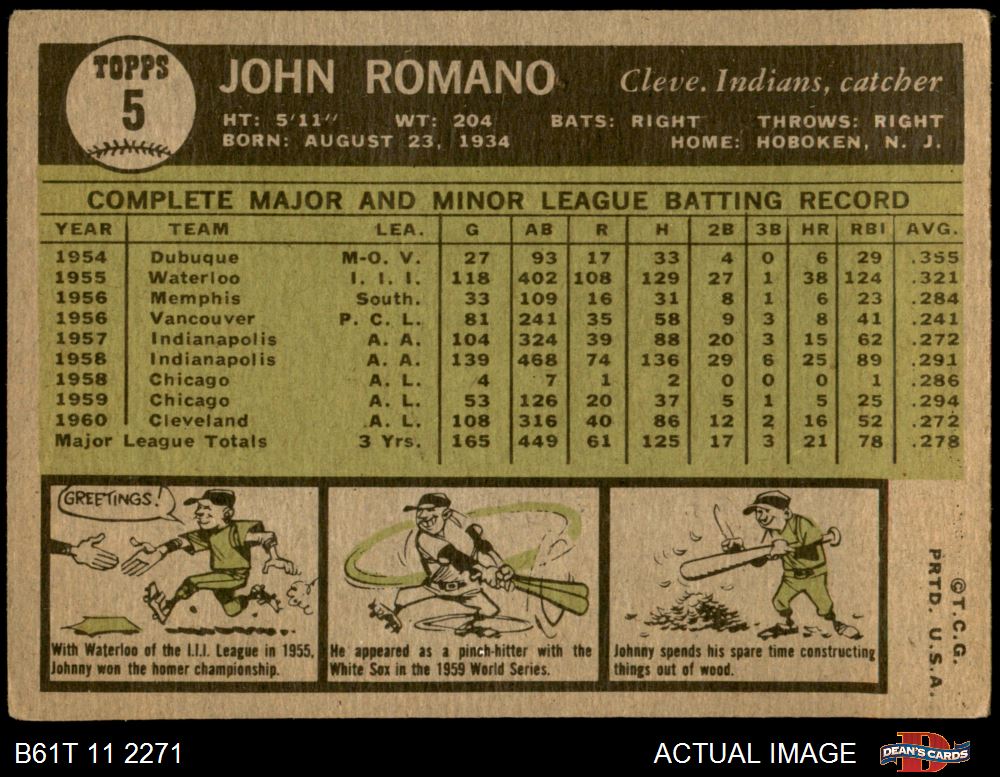 TOPPS
5
JOHN ROMANO Cleve. Indians, catcher
HT: 5'11" WT: 204 BATS: RIGHT THROWS: RIGHT
BORN: AUGUST 23, 1934 HOME: HOBOKEN, N. J.
COMPLETE MAJOR AND MINOR LEAGUE BATTING RECORD
YEAR TEAM LEA. G AB R H 2B 3B HR RBI AVG.
1954 Dubuque M-O. V. 27 93 17 33 4 0 6 29 .355
1955 Waterloo I. I. I. 118 402 108 129 27 1 38 124 .321
1956 Memphis South. 33 109 16 31 8 1 6 23 .284
1956 Vancouver P. C. L. 81 241 35 58 9 3 8 41 .241
1957 Indianapolis A. A. 104 324 39 88 20 3 15 62 .272
1958 Indianapolis A. A. 139 468 74 136 29 6 25 89 .291
1958 Chicago A. L. 4 7 1 2 0 0 0 1 .286
1959 Chicago A. L. 53 126 20 37 5 1 5 25 .294
1960 Cleveland A. L. 108 316 40 86 12 2 16 52 .272
Major League Totals 3 Yrs. 165 449 61 125 17 3 21 78 .278
GREETINGS!
With Waterloo of the I.I.I. League in 1955,
Johnny won the homer championship.
He appeared as a pinch-hitter with the
White Sox in the 1959 World Series.
Johnny spends his spare time constructing
things out of wood.
©T.C.G.
PRTD. U.S.A.
B61T 11 2271 ACTUAL IMAGE DEAN'S CARDS